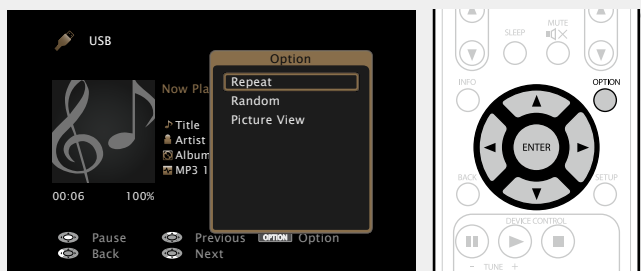 USB
Option
Now Pla
Repeat
Random
Picture View
Title
Artist
Album
MP3 1
00:06 100%
Pause Previous OPTION Option
Back Next
MUTE
SLEEP
INFO OPTION
ENTER
BACK SETUP
DEVICE CONTROL
- TUNE +